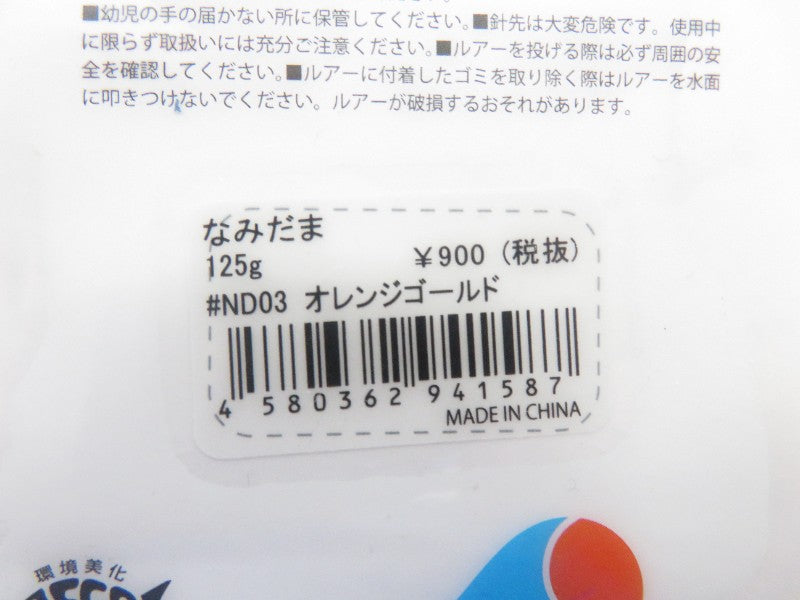 ■幼児の手の届かない所に保管してください。■針先は大変危険です。使用中
に限らず取扱いには充分ご注意ください。■ルアーを投げる際は必ず周囲の安
全を確認してください。■ルアーに付着したゴミを取り除く際はルアーを水面
に叩きつけないでください。ルアーが破損するおそれがあります。
なみだま
125g ¥900（税抜）
#ND03 オレンジゴールド
4 580362 941587
MADE IN CHINA
環境美化